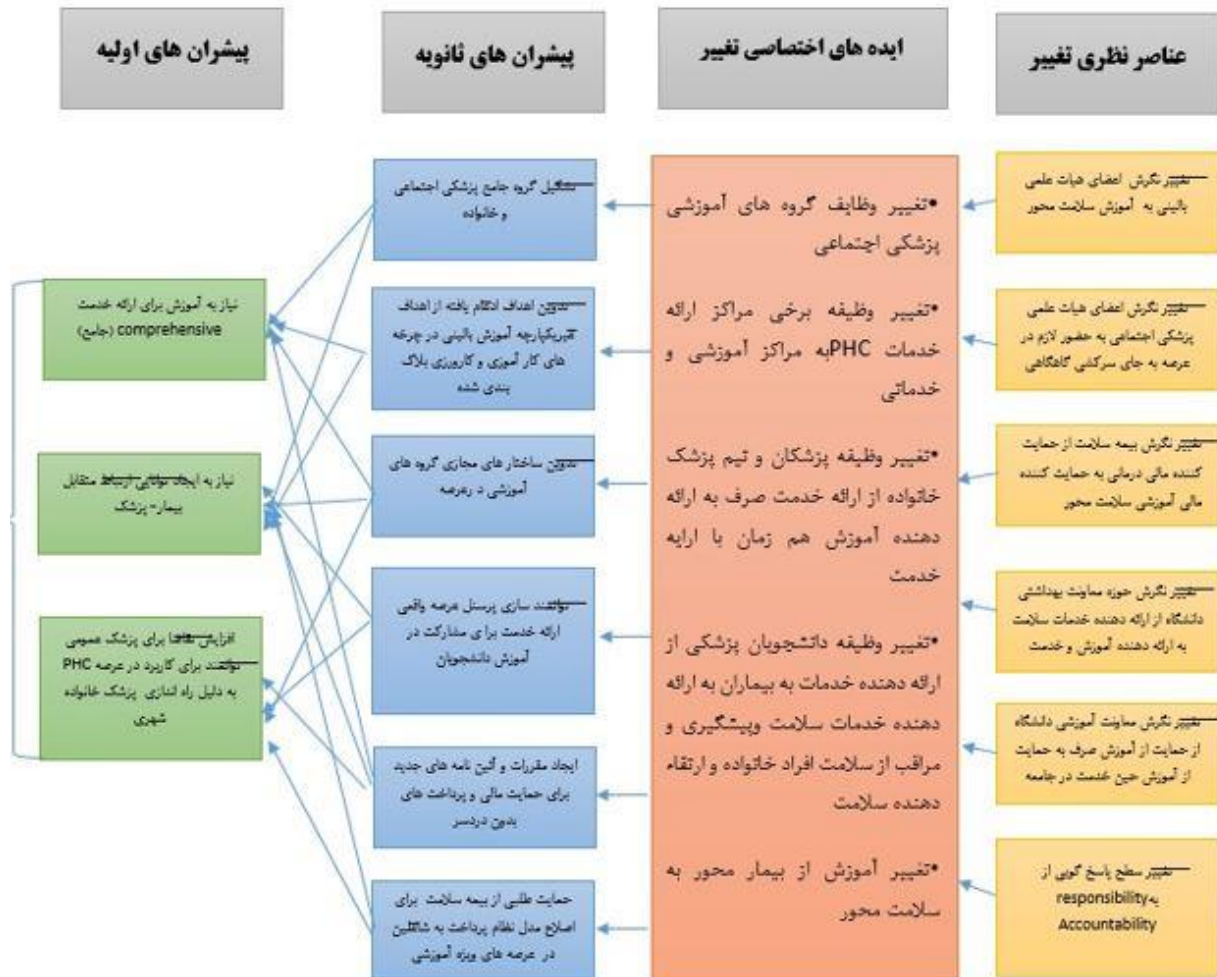 عناصر نظری تغییر
ایده های اختصاصی تغییر
پیشران های ثانویه
پیشران های اولیه
تغییر نگرش اعضای هیات علمی
بالینی به آموزش سلامت محور
تغییر نگرش اعضای هیات علمی
پزشکی اجتماعی به حضور لازم در
عرصه به جای سرکشی گاهگاهی
تغییر نگرش بیمه سلامت از حمایت
کننده مالی درمانی به حمایت کننده
مالی آموزشی سلامت محور
تغییر نگرش حوزه معاونت بهداشتی
دانشگاه از ارائه دهنده خدمات سلامت
به ارائه دهنده آموزش و خدمت
تغییر نگرش معاونت آموزشی دانشگاه
از حمایت از آموزش صرف به حمایت
از آموزش حین خدمت در جامعه
تغییر سطح پاسخ گویی از
responsibility به
Accountability
•تغییر وظایف گروه های آموزشی
پزشکی اجتماعی
•تغییر وظیفه برخی مراکز ارائه
خدمات PHC به مراکز آموزشی و
خدماتی
•تغییر وظیفه پزشکان و تیم پزشک
خانواده از ارائه خدمت صرف به ارائه
دهنده آموزش هم زمان با ارایه
خدمت
•تغییر وظیفه دانشجویان پزشکی از
ارائه دهنده خدمات به بیماران به ارائه
دهنده خدمات سلامت وپیشگیری و
مراقب از سلامت افراد خانواده و ارتقاء
دهنده سلامت
•تغییر آموزش از بیمار محور به
سلامت محور
تشکیل گروه جامع پزشکی اجتماعی
و خانواده
تدوین اهداف ادغام یافته از اهداف
آموزش بالینی در چرخه
های کار آموزی و کارورزی بلاک
بندی شده
تدوین ساختار های مجازی گروه های
آموزشی د رعرصه
توانمند سازی پرسنل عرصه واقعی
ارائه خدمت برا ی مشارکت در
آموزش دانشجویان
ایجاد مقررات و آئین نامه های جدید
برای حمایت مالی و پرداخت های
بدون دردسر
حمایت طلبی از بیمه سلامت برای
اصلاح مدل نظام پرداخت به شاغلین
در عرصه های ویژه آموزشی
نیاز به آموزش برای ارائه خدمت
comprehensive (جامع)
نیاز به ایجاد توانایی ارتباط متقابل
بیمار- پزشک
افزایش تقاضا برای پزشک عمومی
توانمند برای کاربرد در عرصه PHC
به دلیل راه اندازی پزشک خانواده
شهری